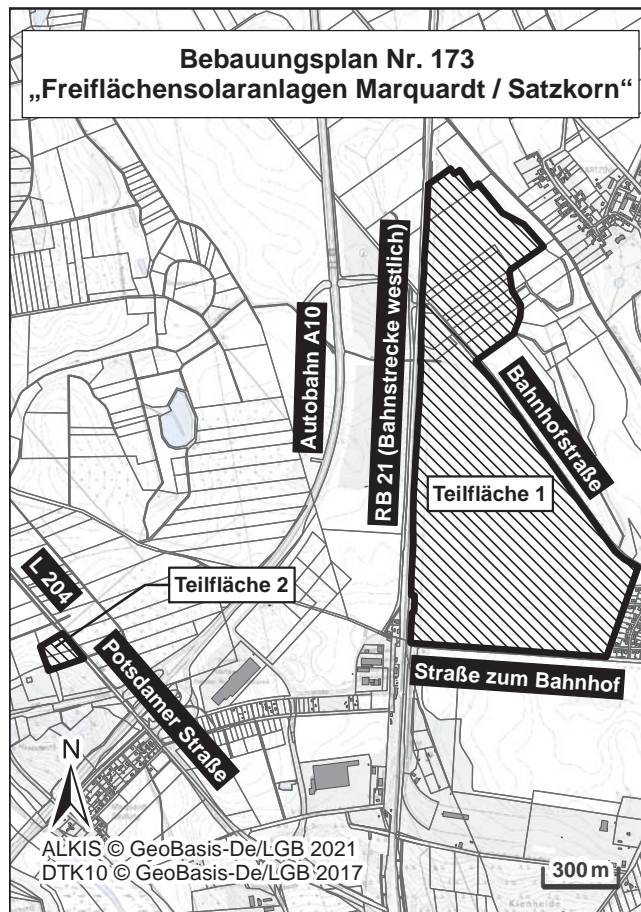 Bebauungsplan Nr. 173
„Freiflächensolaranlagen Marquardt / Satzkorn“
Autobahn A10
RB 21 (Bahnstrecke westlich)
Bahnhofstraße
Teilfläche 1
L 204
Teilfläche 2
Potsdamer Straße
Straße zum Bahnhof
N
ALKIS © GeoBasis-De/LGB 2021
DTK10 © GeoBasis-De/LGB 2017
300 m
Kienheide